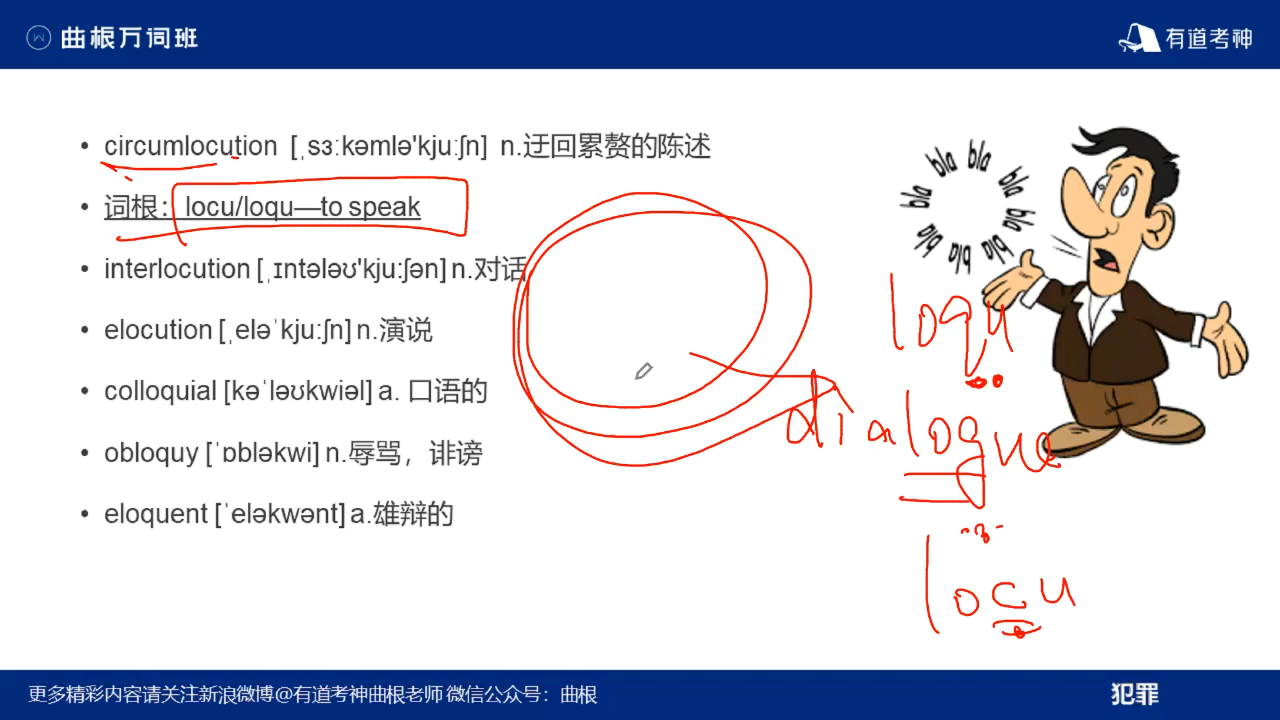 曲根万词班
有道考神
• circumlocution [ˌsɜːkəmlə'kjuːʃn] n.迂回累赘的陈述
• 词根：locu/loqu—to speak
• interlocution [ˌɪntələʊ'kjuːʃən] n.对话
• elocution [ˌeləˈkjuːʃn] n.演说
• colloquial [kəˈləʊkwiəl] a. 口语的
• obloquy [ˈɒbləkwi] n.辱骂，诽谤
• eloquent [ˈeləkwənt] a.雄辩的
bla bla bla bla bla bla bla bla bla
loqu
dialogue
locu
更多精彩内容请关注新浪微博@有道考神曲根老师 微信公众号：曲根
犯罪